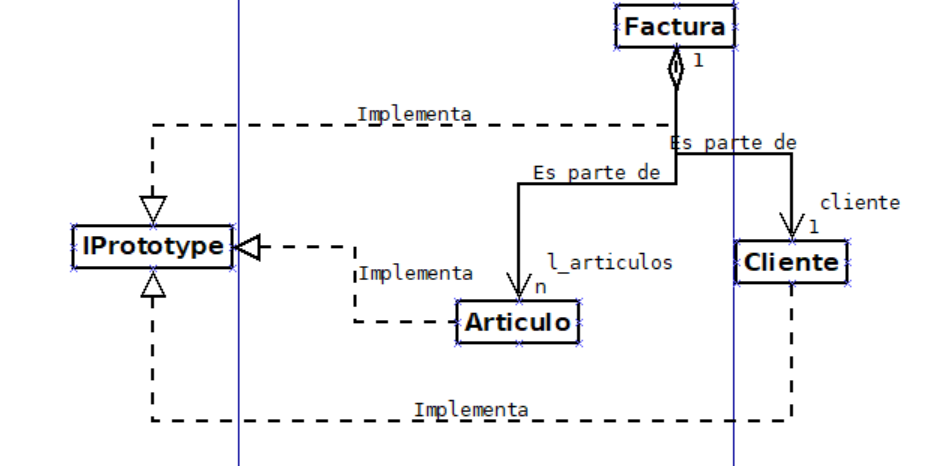 Factura
1
Implementa
Es parte de
Es parte de
cliente
1
IPrototype
Implementa
l_articulos
Cliente
n
Articulo
Implementa